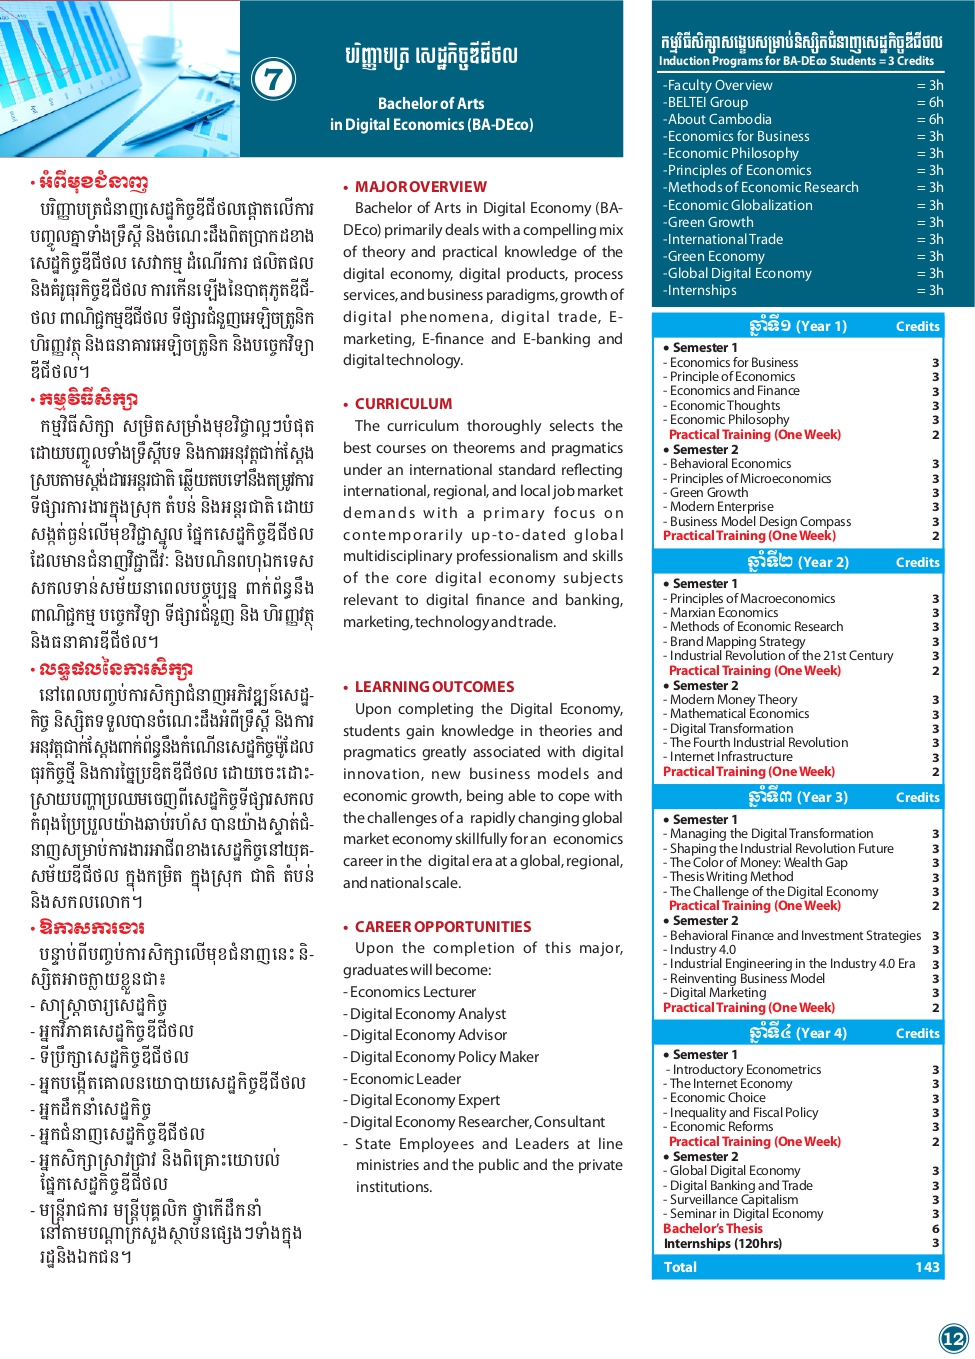 7
បរិញ្ញាបត្រ សេដ្ឋកិច្ចឌីជីថល
Bachelor of Arts
in Digital Economics (BA-DEco)
• អំពីមុខជំនាញ
បរិញ្ញាបត្រជំនាញសេដ្ឋកិច្ចឌីជីថលផ្តោតលើការ
បញ្ចូលគ្នាទាំងទ្រឹស្តី និងចំណេះដឹងពិតប្រាកដខាង
សេដ្ឋកិច្ចឌីជីថល សេវាកម្ម ដំណើរការ ផលិតផល
និងគំរូធុរកិច្ចឌីជីថល ការកើនឡើងនៃបាតុភូតឌីជី-
ថល ពាណិជ្ជកម្មឌីជីថល ទីផ្សារជំនួញអេឡិចត្រូនិក
ហិរញ្ញវត្ថុ និងធនាគារអេឡិចត្រូនិក និងបច្ចេកវិទ្យា
ឌីជីថល។
• កម្មវិធីសិក្សា
កម្មវិធីសិក្សា សម្រិតសម្រាំងមុខវិជ្ជាល្អៗបំផុត
ដោយបញ្ចូលទាំងទ្រឹស្តីបទ និងការអនុវត្តជាក់ស្តែង
ស្របតាមស្តង់ដារអន្តរជាតិ ឆ្លើយតបទៅនឹងតម្រូវការ
ទីផ្សារការងារក្នុងស្រុក តំបន់ និងអន្តរជាតិ ដោយ
សង្កត់ធ្ងន់លើមុខវិជ្ជាស្នូល ផ្នែកសេដ្ឋកិច្ចឌីជីថល
ដែលមានជំនាញវិជ្ជាជីវៈ និងបណិនពហុឯកទេស
សកលទាន់សម័យនាពេលបច្ចុប្បន្ន ពាក់ព័ន្ធនឹង
ពាណិជ្ជកម្ម បច្ចេកវិទ្យា ទីផ្សារជំនួញ និង ហិរញ្ញវត្ថុ
និងធនាគារឌីជីថល។
• លទ្ធផលនៃការសិក្សា
នៅពេលបញ្ចប់ការសិក្សាជំនាញអភិវឌ្ឍន៍សេដ្ឋ-
កិច្ច និស្សិតទទួលបានចំណេះដឹងអំពីទ្រឹស្តី និងការ
អនុវត្តជាក់ស្តែងពាក់ព័ន្ធនឹងកំណើនសេដ្ឋកិច្ចម៉ូដែល
ធុរកិច្ចថ្មី និងការច្នៃប្រឌិតឌីជីថល ដោយចេះដោះ-
ស្រាយបញ្ហាប្រឈមចេញពីសេដ្ឋកិច្ចទីផ្សារសកល
កំពុងប្រែប្រួលយ៉ាងឆាប់រហ័ស បានយ៉ាងស្ទាត់ជំ-
នាញសម្រាប់ការងារអាជីពខាងសេដ្ឋកិច្ចនៅយុគ-
សម័យឌីជីថល ក្នុងកម្រិត ក្នុងស្រុក ជាតិ តំបន់
និងសកលលោក។
• ឱកាសការងារ
បន្ទាប់ពីបញ្ចប់ការសិក្សាលើមុខជំនាញនេះ និ-
ស្សិតអាចក្លាយខ្លួនជា៖
- សាស្ត្រាចារ្យសេដ្ឋកិច្ច
- អ្នកវិភាគសេដ្ឋកិច្ចឌីជីថល
- ទីប្រឹក្សាសេដ្ឋកិច្ចឌីជីថល
- អ្នកបង្កើតគោលនយោបាយសេដ្ឋកិច្ចឌីជីថល
- អ្នកដឹកនាំសេដ្ឋកិច្ច
- អ្នកជំនាញសេដ្ឋកិច្ចឌីជីថល
- អ្នកសិក្សាស្រាវជ្រាវ និងពិគ្រោះយោបល់
ផ្នែកសេដ្ឋកិច្ចឌីជីថល
- មន្ត្រីរាជការ មន្ត្រីបុគ្គលិក ថ្នាក់ដឹកនាំ
នៅតាមបណ្តាក្រសួងស្ថាប័នផ្សេងៗទាំងក្នុង
រដ្ឋនិងឯកជន។
• MAJOR OVERVIEW
Bachelor of Arts in Digital Economy (BA-
DEco) primarily deals with a compelling mix
of theory and practical knowledge of the
digital economy, digital products, process
services, and business paradigms, growth of
digital phenomena, digital trade, E-
marketing, E-finance and E-banking and
digital technology.
• CURRICULUM
The curriculum thoroughly selects the
best courses on theorems and pragmatics
under an international standard reflecting
international, regional, and local job market
demands with a primary focus on
contemporarily up-to-dated global
multidisciplinary professionalism and skills
of the core digital economy subjects
relevant to digital finance and banking,
marketing, technology and trade.
• LEARNING OUTCOMES
Upon completing the Digital Economy,
students gain knowledge in theories and
pragmatics greatly associated with digital
innovation, new business models and
economic growth, being able to cope with
the challenges of a rapidly changing global
market economy skillfully for an economics
career in the digital era at a global, regional,
and national scale.
• CAREER OPPORTUNITIES
Upon the completion of this major,
graduates will become:
- Economics Lecturer
- Digital Economy Analyst
- Digital Economy Advisor
- Digital Economy Policy Maker
- Economic Leader
- Digital Economy Expert
- Digital Economy Researcher, Consultant
- State Employees and Leaders at line
ministries and the public and the private
institutions.
កម្មវិធីសិក្សាសង្ខេបសម្រាប់និស្សិតជំនាញសេដ្ឋកិច្ចឌីជីថល
Induction Programs for BA-DEco Students = 3 Credits
-Faculty Overview = 3h
-BELTEI Group = 6h
-About Cambodia = 6h
-Economics for Business = 3h
-Economic Philosophy = 3h
-Principles of Economics = 3h
-Methods of Economic Research = 3h
-Economic Globalization = 3h
-Green Growth = 3h
-International Trade = 3h
-Green Economy = 3h
-Global Digital Economy = 3h
-Internships = 3h
ឆ្នាំទី១ (Year 1) Credits
• Semester 1
- Economics for Business 3
- Principle of Economics 3
- Economics and Finance 3
- Economic Thoughts 3
- Economic Philosophy 3
Practical Training (One Week) 2
• Semester 2
- Behavioral Economics 3
- Principles of Microeconomics 3
- Green Growth 3
- Modern Enterprise 3
- Business Model Design Compass 3
Practical Training (One Week) 2
ឆ្នាំទី២ (Year 2) Credits
• Semester 1
- Principles of Macroeconomics 3
- Marxian Economics 3
- Methods of Economic Research 3
- Brand Mapping Strategy 3
- Industrial Revolution of the 21st Century 3
Practical Training (One Week) 2
• Semester 2
- Modern Money Theory 3
- Mathematical Economics 3
- Digital Transformation 3
- The Fourth Industrial Revolution 3
- Internet Infrastructure 3
Practical Training (One Week) 2
ឆ្នាំទី៣ (Year 3) Credits
• Semester 1
- Managing the Digital Transformation 3
- Shaping the Industrial Revolution Future 3
- The Color of Money: Wealth Gap 3
- Thesis Writing Method 3
- The Challenge of the Digital Economy 3
Practical Training (One Week) 2
• Semester 2
- Behavioral Finance and Investment Strategies 3
- Industry 4.0 3
- Industrial Engineering in the Industry 4.0 Era 3
- Reinventing Business Model 3
- Digital Marketing 3
Practical Training (One Week) 2
ឆ្នាំទី៤ (Year 4) Credits
• Semester 1
- Introductory Econometrics 3
- The Internet Economy 3
- Economic Choice 3
- Inequality and Fiscal Policy 3
- Economic Reforms 3
Practical Training (One Week) 2
• Semester 2
- Global Digital Economy 3
- Digital Banking and Trade 3
- Surveillance Capitalism 3
- Seminar in Digital Economy 3
Bachelor's Thesis 6
Internships (120hrs) 3
Total 143
12